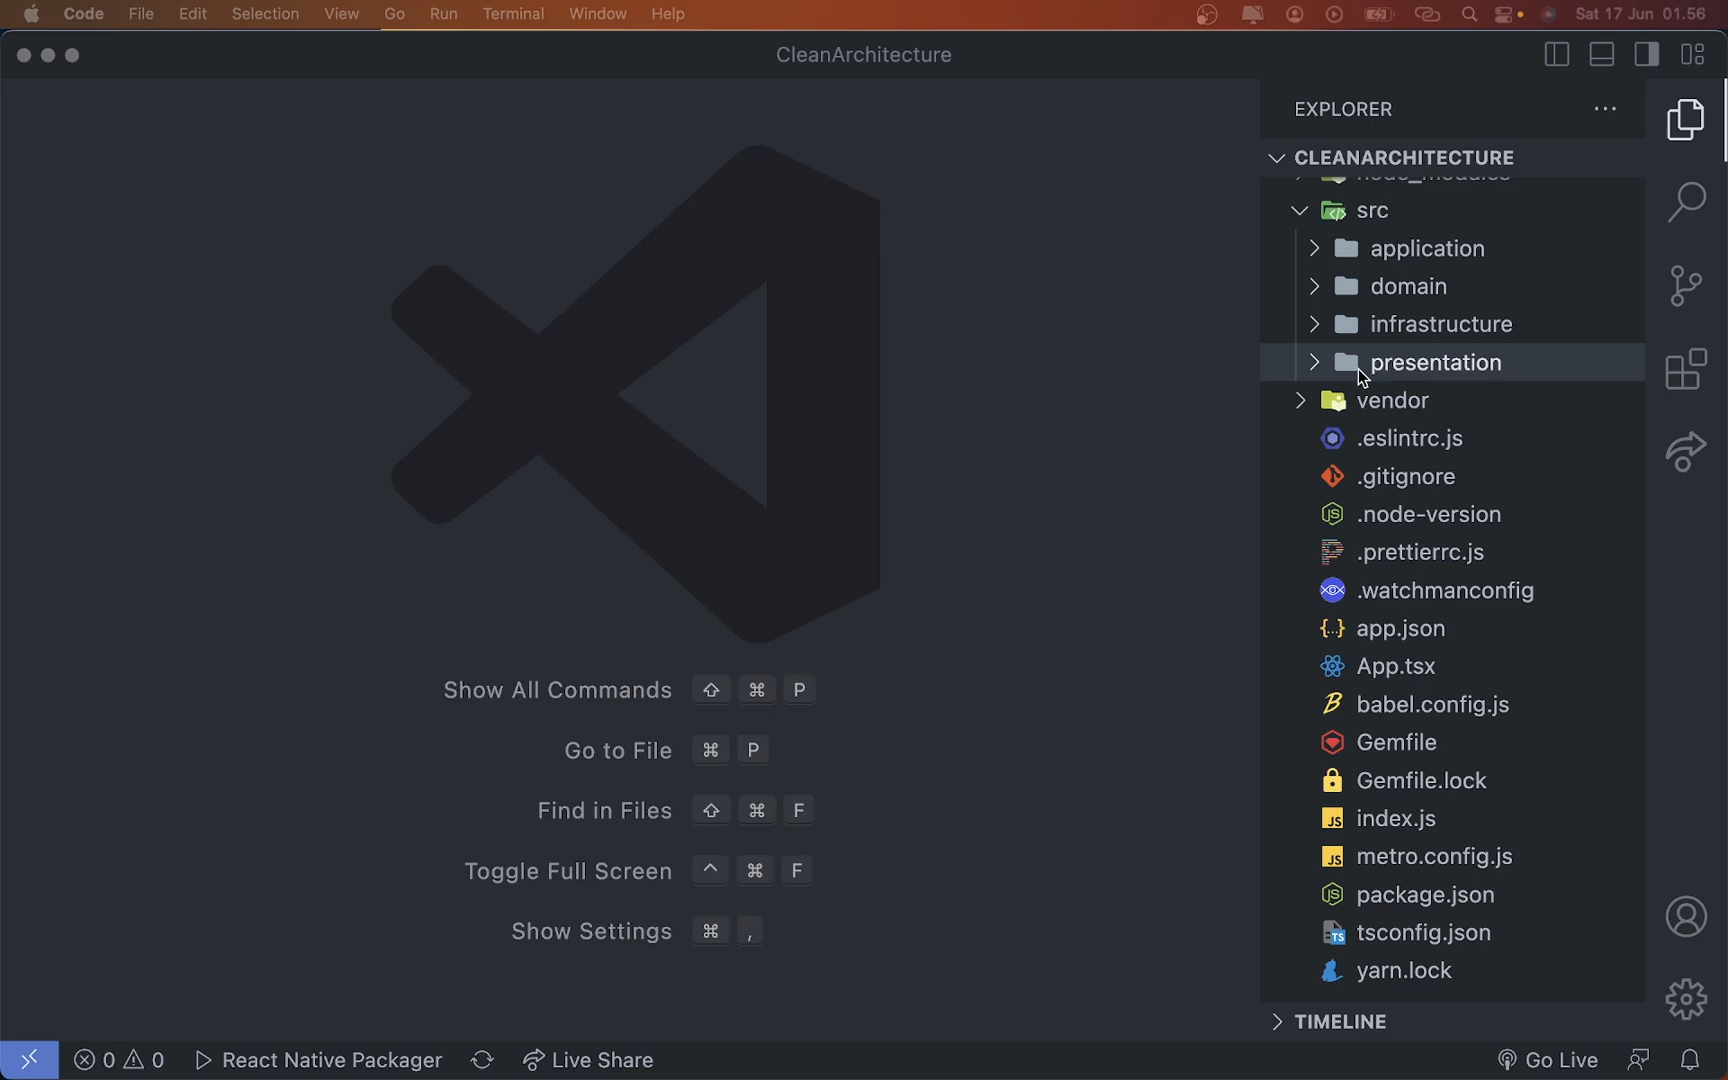 Code File Edit Selection View Go Run Terminal Window Help Sat 17 Jun 01.56
CleanArchitecture
EXPLORER
CLEANARCHITECTURE
node_modules
src
application
domain
infrastructure
presentation
vendor
.eslintrc.js
.gitignore
.node-version
.prettierrc.js
.watchmanconfig
{..} app.json
App.tsx
babel.config.js
Gemfile
Gemfile.lock
JS index.js
JS metro.config.js
package.json
TS tsconfig.json
yarn.lock
TIMELINE
Show All Commands ⇧ ⌘ P
Go to File ⌘ P
Find in Files ⇧ ⌘ F
Toggle Full Screen ^ ⌘ F
Show Settings ⌘ ,
0 0 React Native Packager Live Share Go Live